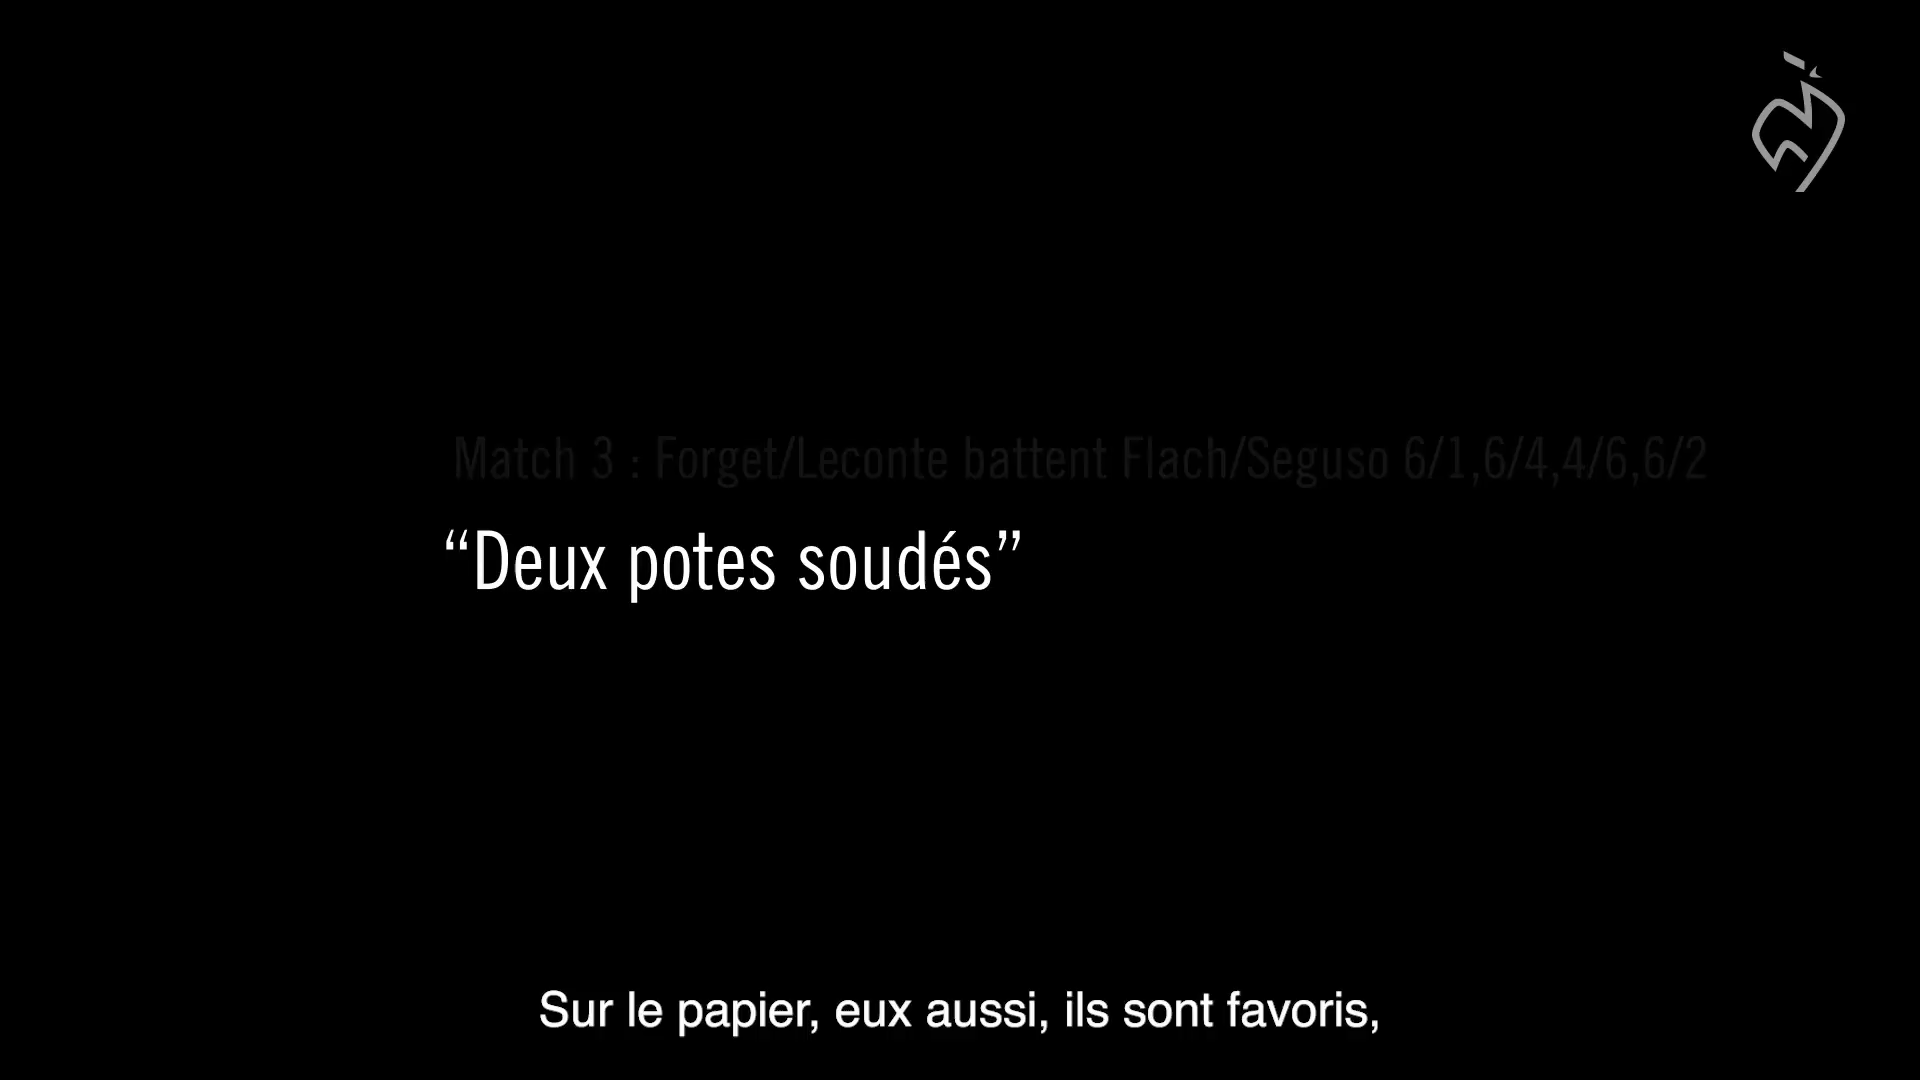 Match 3 : Forget/Leconte battent Flach/Seguso 6/1,6/4,4/6,6/2
“Deux potes soudés”
Sur le papier, eux aussi, ils sont favoris,